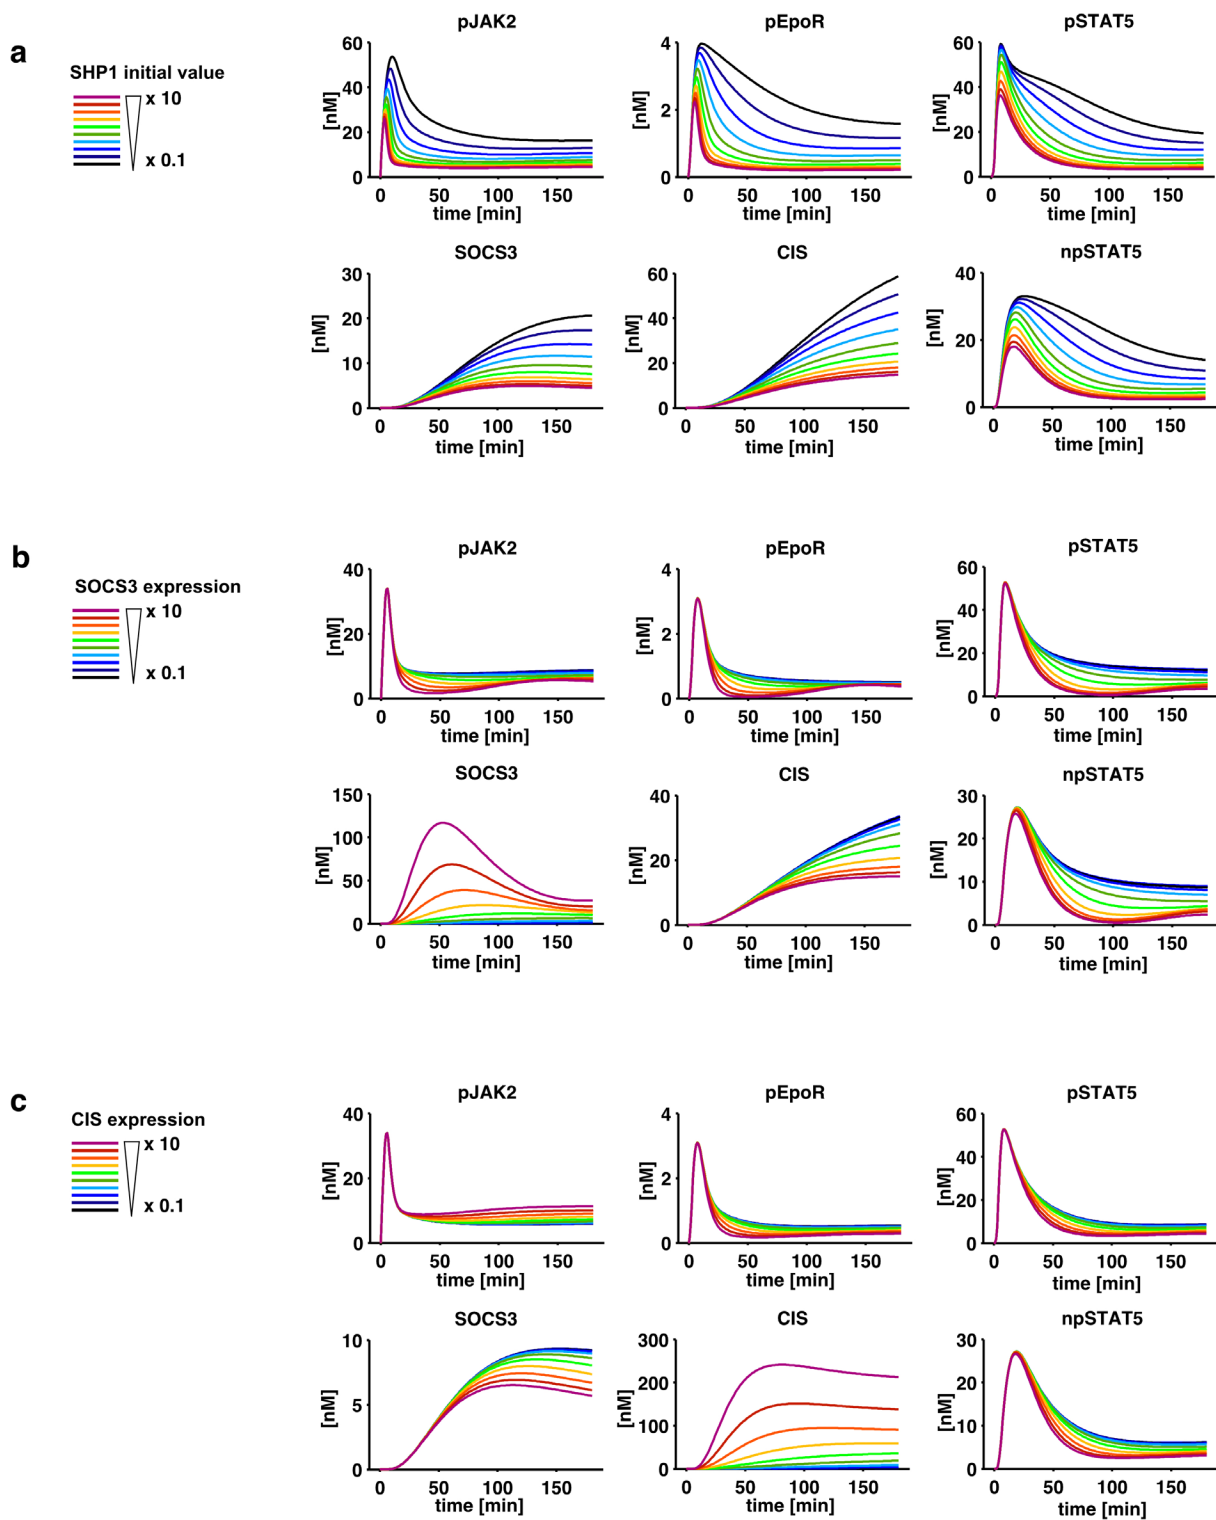 a
SHP1 initial value
x 10
x 0.1
pJAK2
[nM]
60
40
20
0
0 50 100 150
time [min]
pEpoR
[nM]
4
2
0
0 50 100 150
time [min]
pSTAT5
[nM]
60
40
20
0
0 50 100 150
time [min]
SOCS3
[nM]
30
20
10
0
0 50 100 150
time [min]
CIS
[nM]
60
40
20
0
0 50 100 150
time [min]
npSTAT5
[nM]
40
20
0
0 50 100 150
time [min]
b
SOCS3 expression
x 10
x 0.1
pJAK2
[nM]
40
20
0
0 50 100 150
time [min]
pEpoR
[nM]
4
2
0
0 50 100 150
time [min]
pSTAT5
[nM]
60
40
20
0
0 50 100 150
time [min]
SOCS3
[nM]
150
100
50
0
0 50 100 150
time [min]
CIS
[nM]
40
20
0
0 50 100 150
time [min]
npSTAT5
[nM]
30
20
10
0
0 50 100 150
time [min]
c
CIS expression
x 10
x 0.1
pJAK2
[nM]
40
20
0
0 50 100 150
time [min]
pEpoR
[nM]
4
2
0
0 50 100 150
time [min]
pSTAT5
[nM]
60
40
20
0
0 50 100 150
time [min]
SOCS3
[nM]
10
5
0
0 50 100 150
time [min]
CIS
[nM]
300
200
100
0
0 50 100 150
time [min]
npSTAT5
[nM]
30
20
10
0
0 50 100 150
time [min]